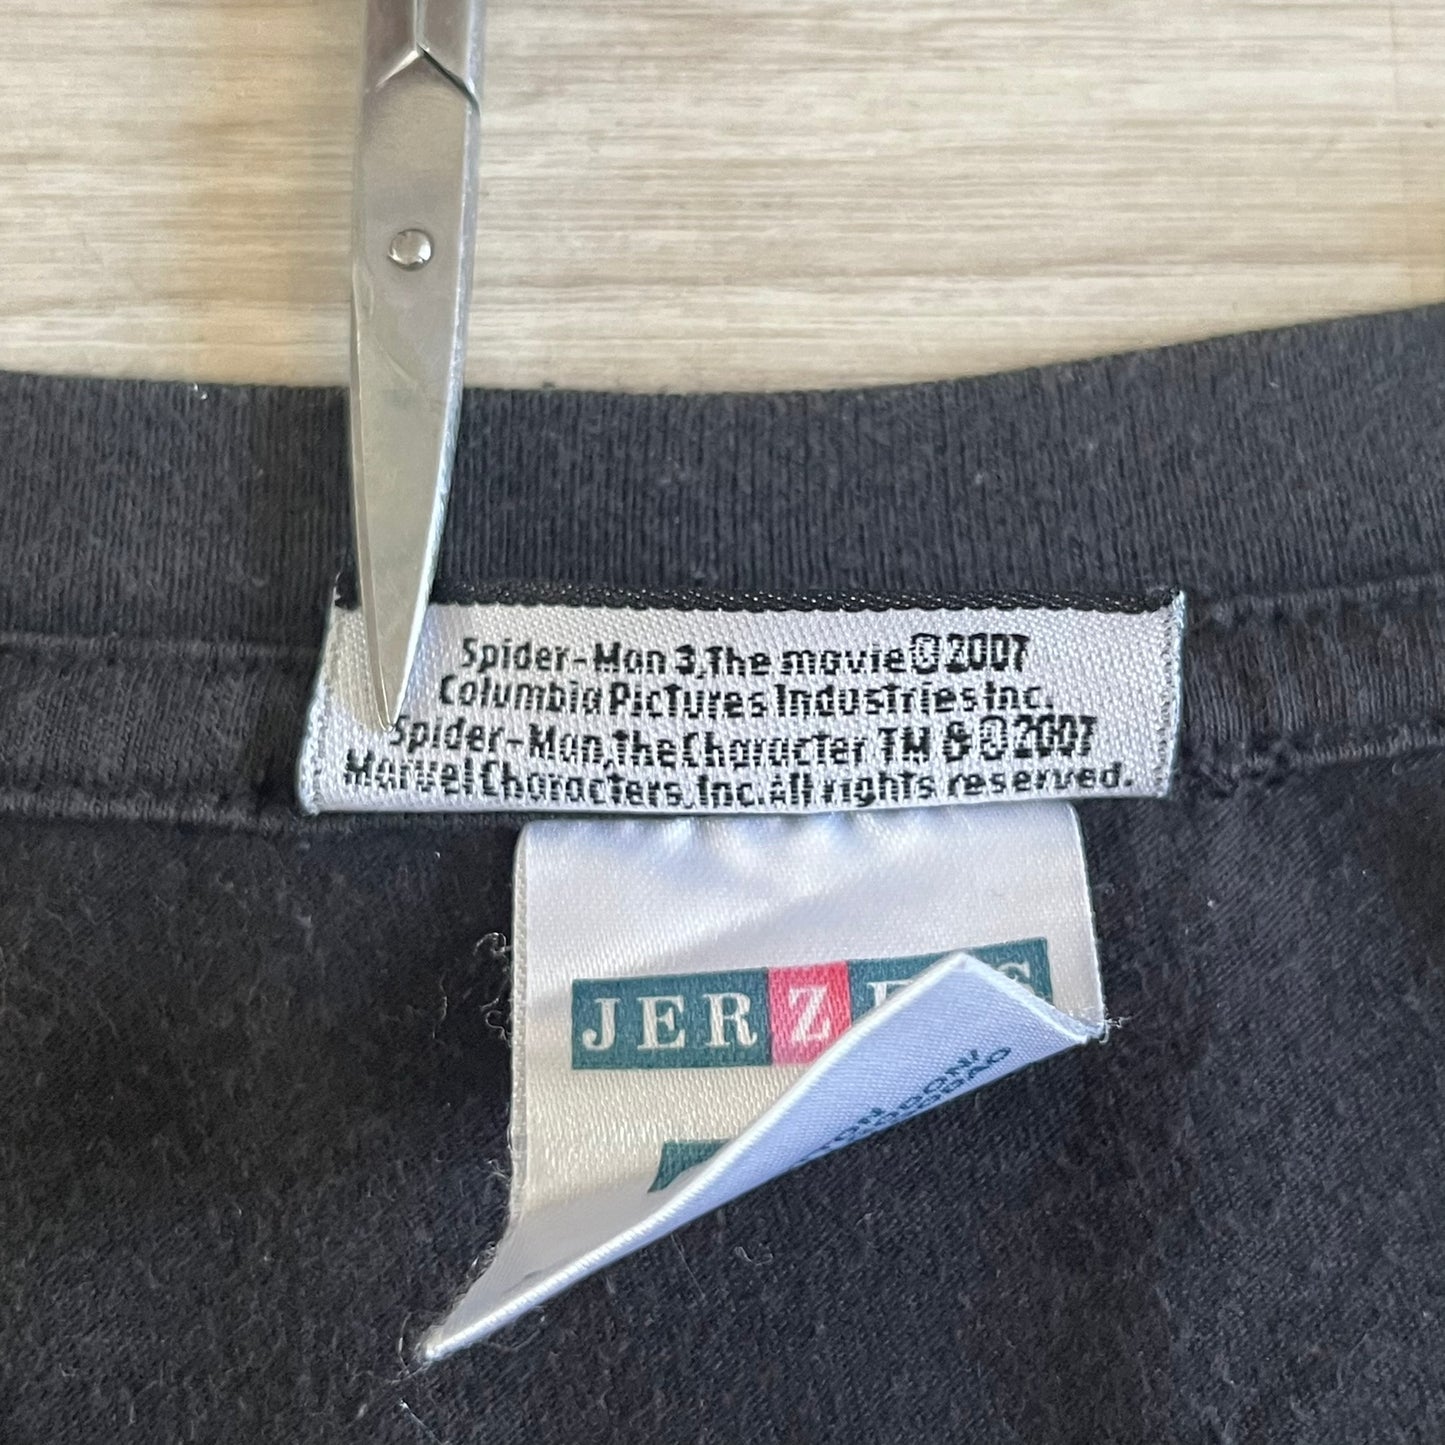 Spider-Man 3, The movie © 2007
Columbia Pictures Industries Inc.
Spider-Man, the Character TM & © 2007
Marvel Characters, Inc. All rights reserved.
JERZEES